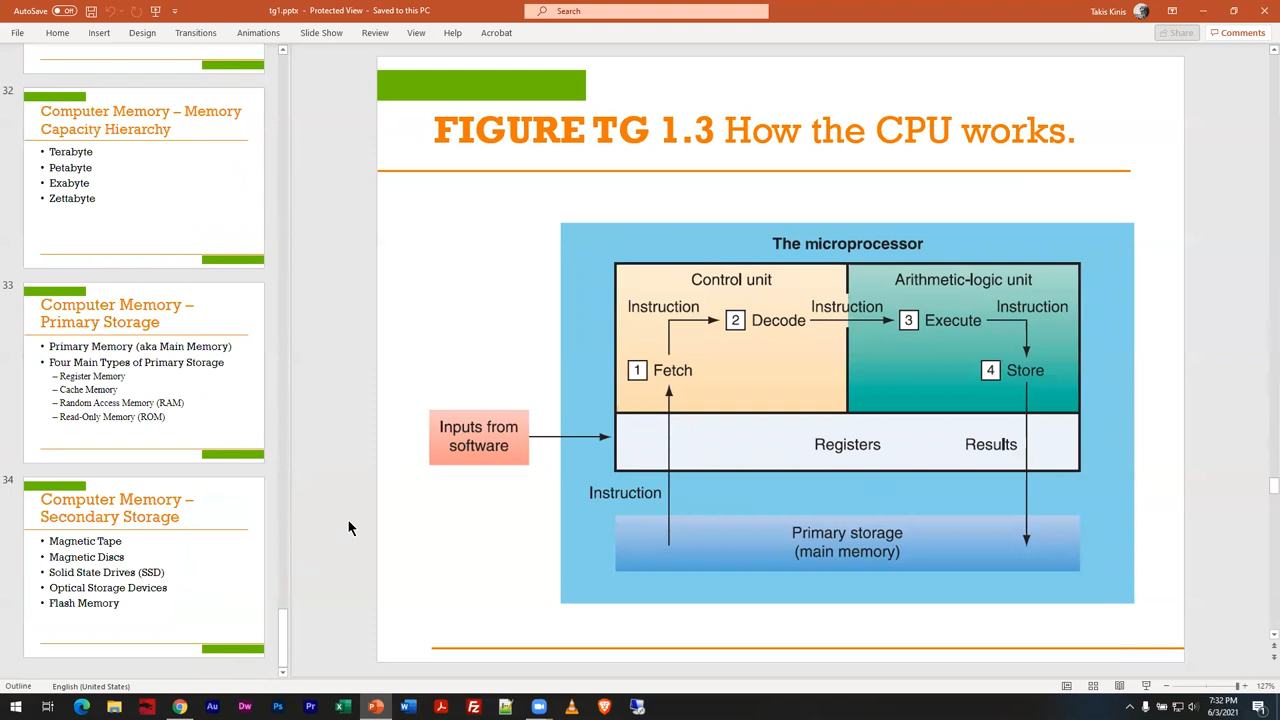 AutoSave Off
tg1.pptx - Protected View - Saved to this PC
Search
Takis Kinis
File Home Insert Design Transitions Animations Slide Show Review View Help Acrobat
Share Comments
32
Computer Memory – Memory
Capacity Hierarchy
• Terabyte
• Petabyte
• Exabyte
• Zettabyte
33
Computer Memory –
Primary Storage
• Primary Memory (aka Main Memory)
• Four Main Types of Primary Storage
– Register Memory
– Cache Memory
– Random Access Memory (RAM)
– Read-Only Memory (ROM)
34
Computer Memory –
Secondary Storage
• Magnetic Tape
• Magnetic Discs
• Solid State Drives (SSD)
• Optical Storage Devices
• Flash Memory
FIGURE TG 1.3 How the CPU works.
The microprocessor
Control unit
Arithmetic-logic unit
Instruction
Instruction
Instruction
2 Decode
3 Execute
1 Fetch
4 Store
Inputs from
software
Registers
Results
Instruction
Primary storage
(main memory)
Outline English (United States)
127%
Au Dw Ps Pr
7:32 PM
6/3/2021